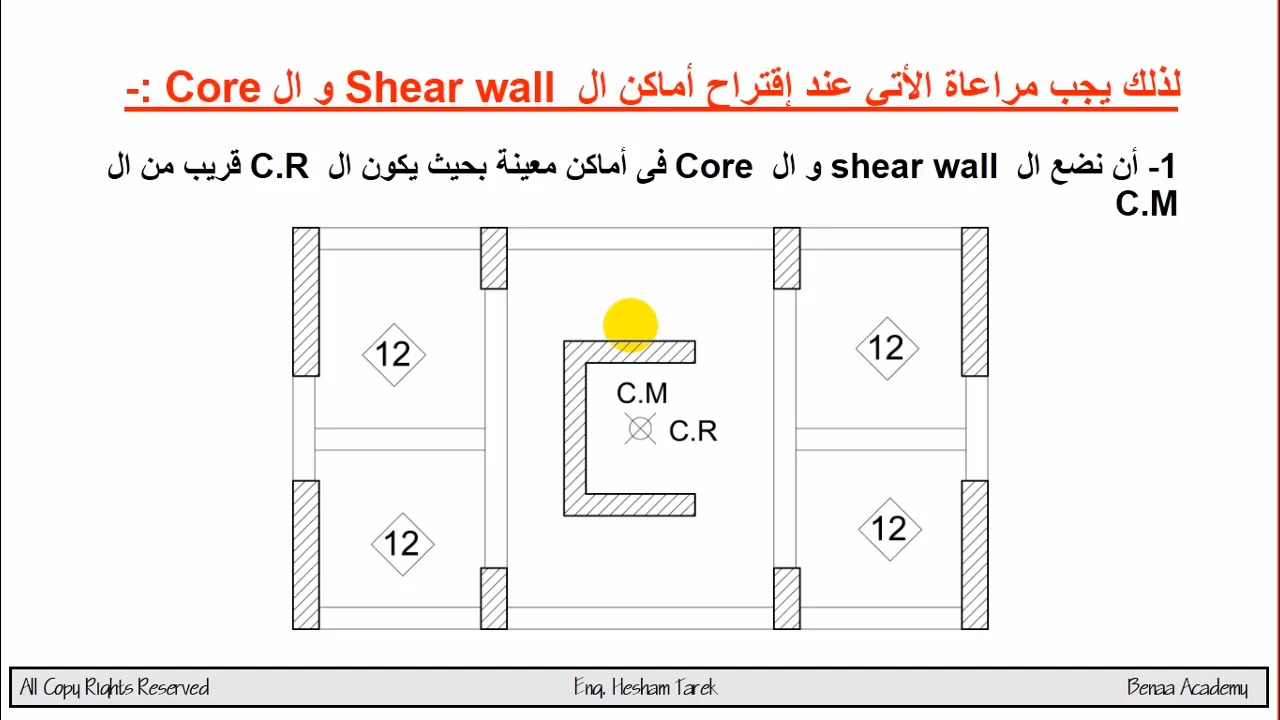 لذلك يجب مراعاة الأتى عند إقتراح أماكن ال Shear wall و ال Core :-
1- أن نضع ال shear wall و ال Core فى أماكن معينة بحيث يكون ال C.R قريب من ال
C.M
12
12
C.M
C.R
12
12
All Copy Rights Reserved
Enq. Hesham Tarek
Benaa Academy